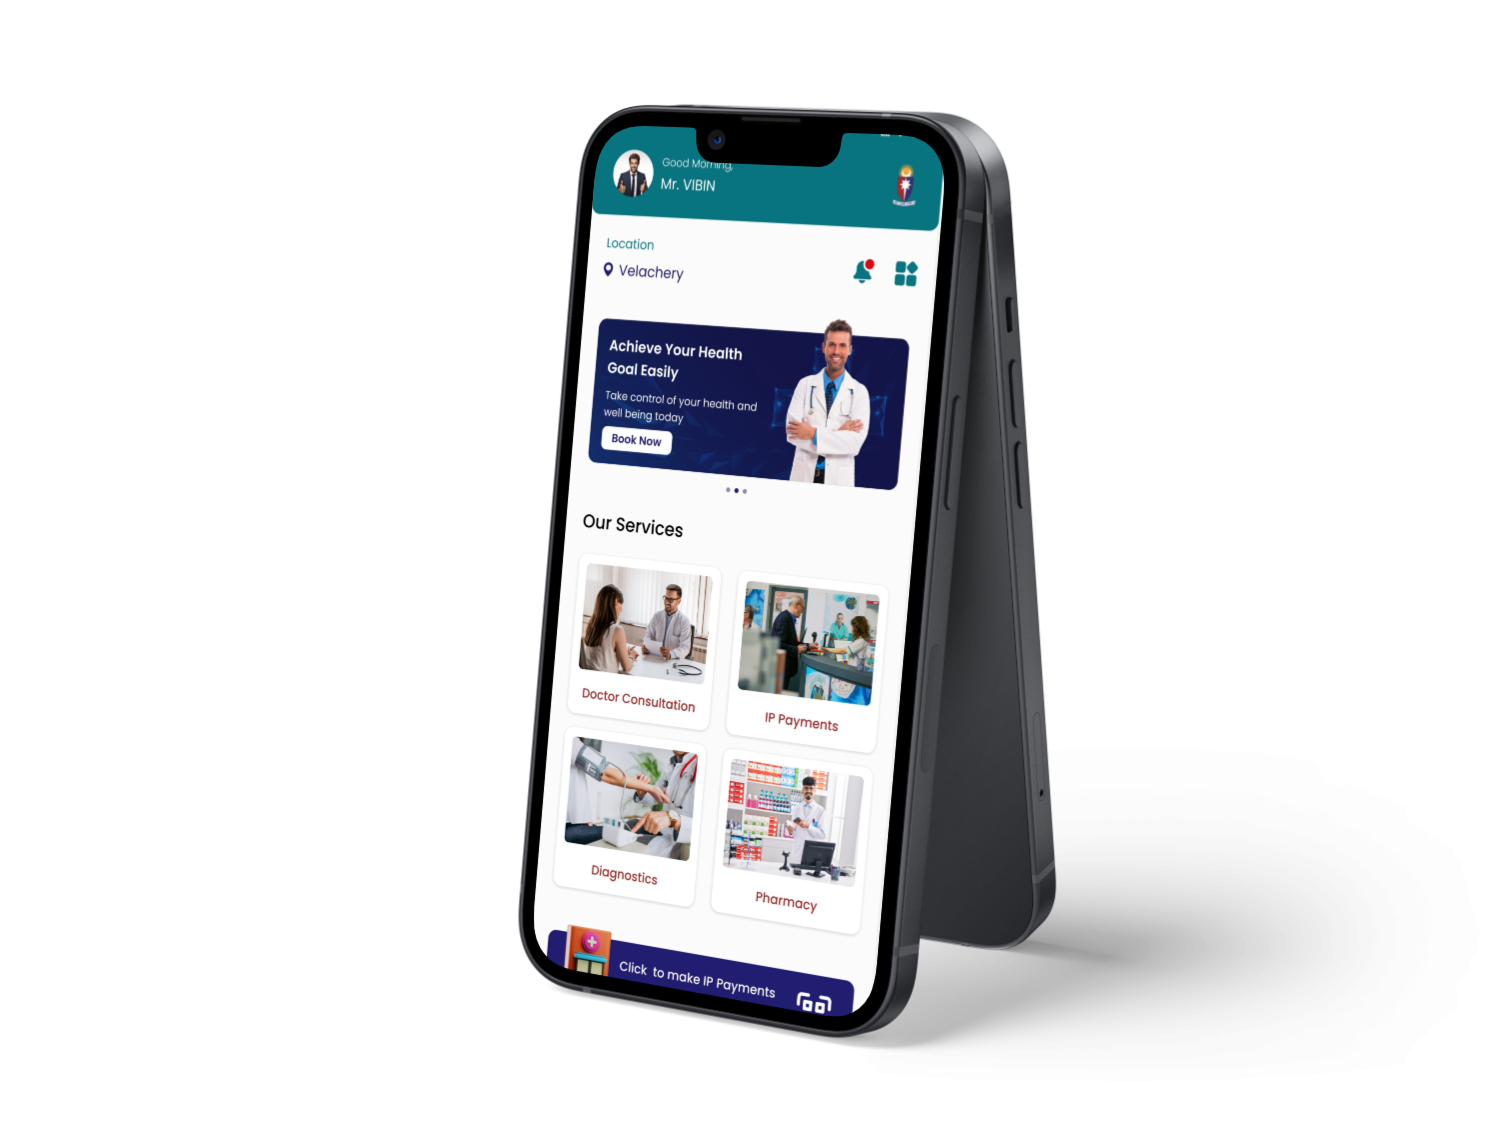 Good Morning,
Mr. VIBIN
Location
Velachery
Achieve Your Health
Goal Easily
Take control of your health and
well being today
Book Now
Our Services
Doctor Consultation
IP Payments
Diagnostics
Pharmacy
Click to make IP Payments